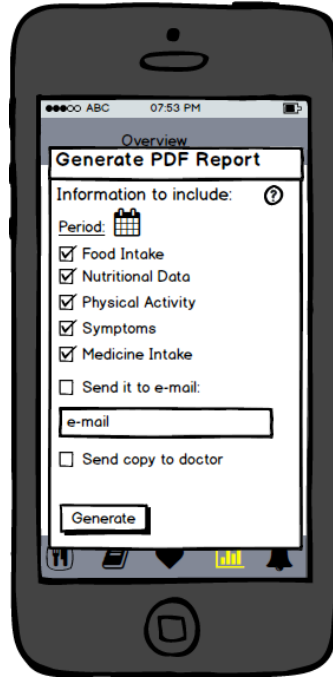 ABC 07:53 PM
Overview
Generate PDF Report
Information to include:
Period:
Food Intake
Nutritional Data
Physical Activity
Symptoms
Medicine Intake
Send it to e-mail:
e-mail
Send copy to doctor
Generate